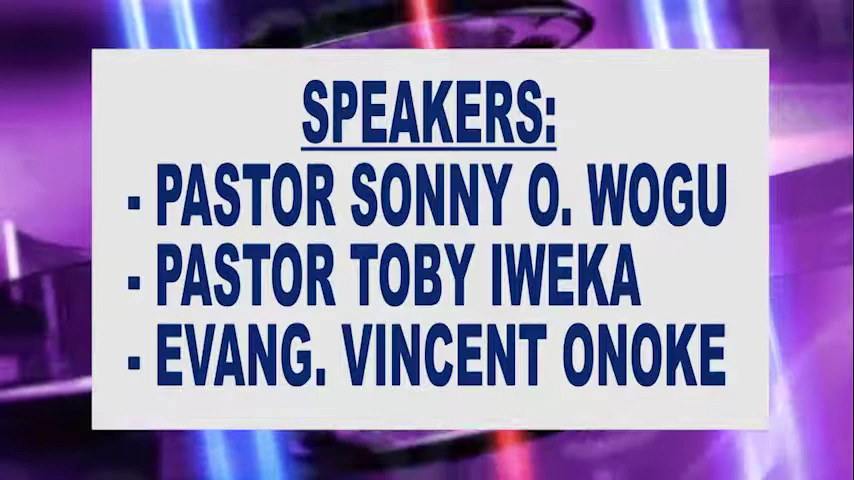 SPEAKERS:
- PASTOR SONNY O. WOGU
- PASTOR TOBY IWEKA
- EVANG. VINCENT ONOKE